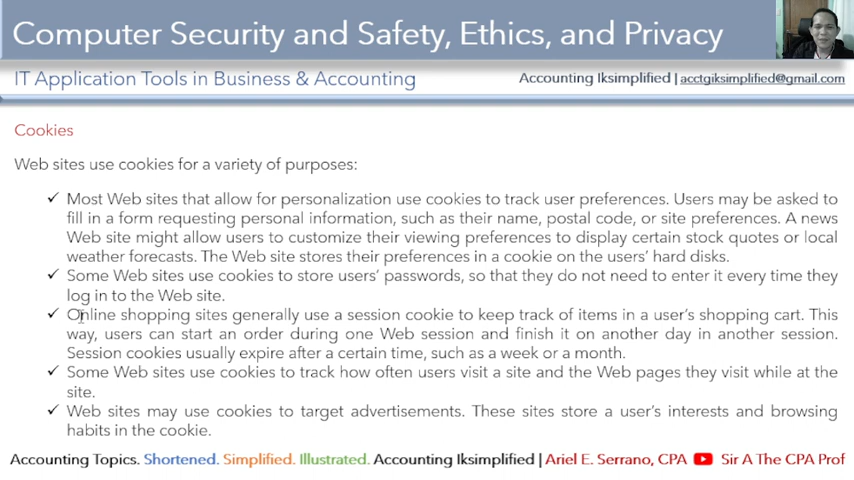 Computer Security and Safety, Ethics, and Privacy
IT Application Tools in Business & Accounting
Accounting Iksimplified | acctgiksimplified@gmail.com
Cookies
Web sites use cookies for a variety of purposes:
✓ Most Web sites that allow for personalization use cookies to track user preferences. Users may be asked to
fill in a form requesting personal information, such as their name, postal code, or site preferences. A news
Web site might allow users to customize their viewing preferences to display certain stock quotes or local
weather forecasts. The Web site stores their preferences in a cookie on the users' hard disks.
✓ Some Web sites use cookies to store users' passwords, so that they do not need to enter it every time they
log in to the Web site.
✓ Online shopping sites generally use a session cookie to keep track of items in a user's shopping cart. This
way, users can start an order during one Web session and finish it on another day in another session.
Session cookies usually expire after a certain time, such as a week or a month.
✓ Some Web sites use cookies to track how often users visit a site and the Web pages they visit while at the
site.
✓ Web sites may use cookies to target advertisements. These sites store a user's interests and browsing
habits in the cookie.
Accounting Topics. Shortened. Simplified. Illustrated. Accounting Iksimplified | Ariel E. Serrano, CPA Sir A The CPA Prof